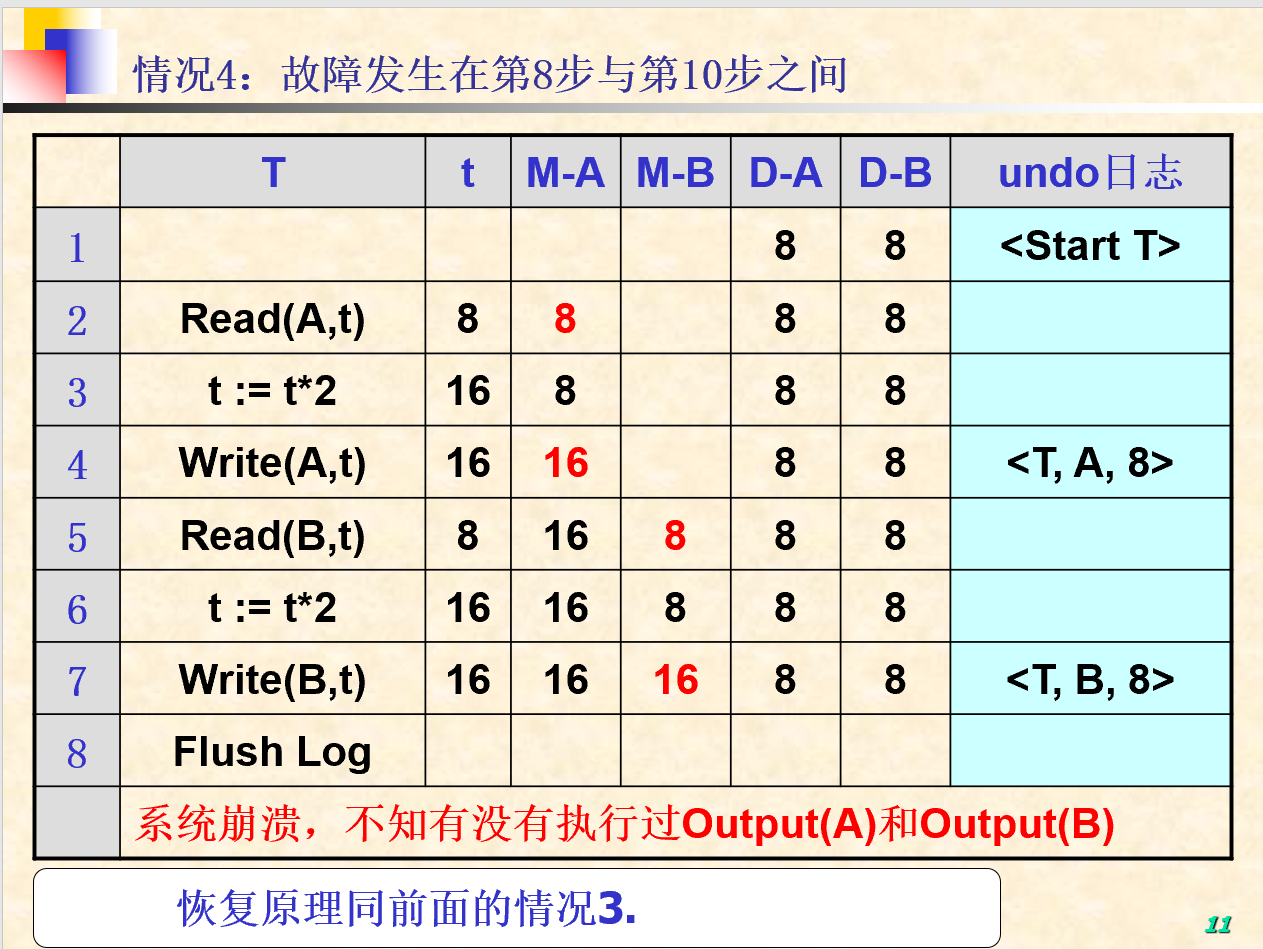 情况4：故障发生在第8步与第10步之间
T t M-A M-B D-A D-B undo日志
1 8 8 <Start T>
2 Read(A,t) 8 8 8 8
3 t := t*2 16 8 8 8
4 Write(A,t) 16 16 8 8 <T, A, 8>
5 Read(B,t) 8 16 8 8 8
6 t := t*2 16 16 8 8 8
7 Write(B,t) 16 16 16 8 8 <T, B, 8>
8 Flush Log
系统崩溃，不知有没有执行过Output(A)和Output(B)
恢复原理同前面的情况3.
11